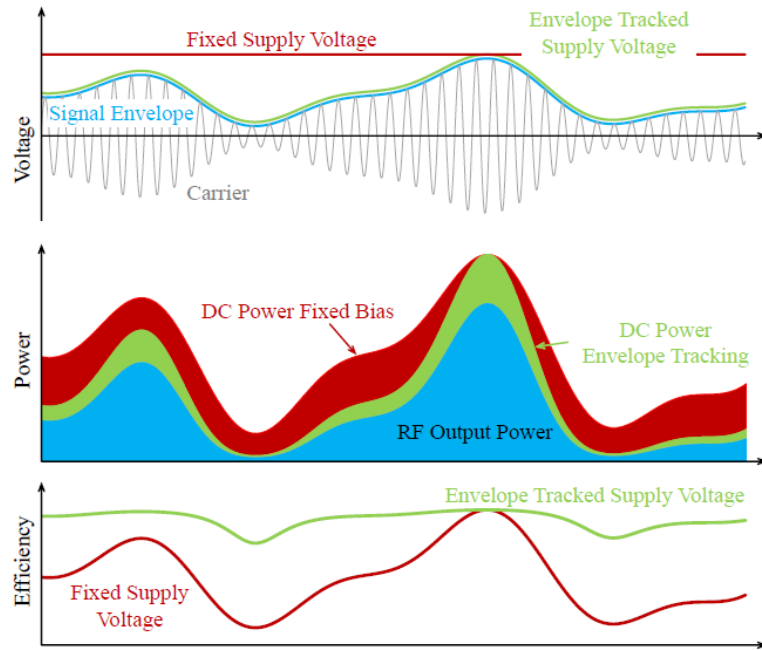 Fixed Supply Voltage
Envelope Tracked
Supply Voltage
Signal Envelope
Voltage
Carrier
DC Power Fixed Bias
DC Power
Envelope Tracking
Power
RF Output Power
Envelope Tracked Supply Voltage
Efficiency
Fixed Supply
Voltage